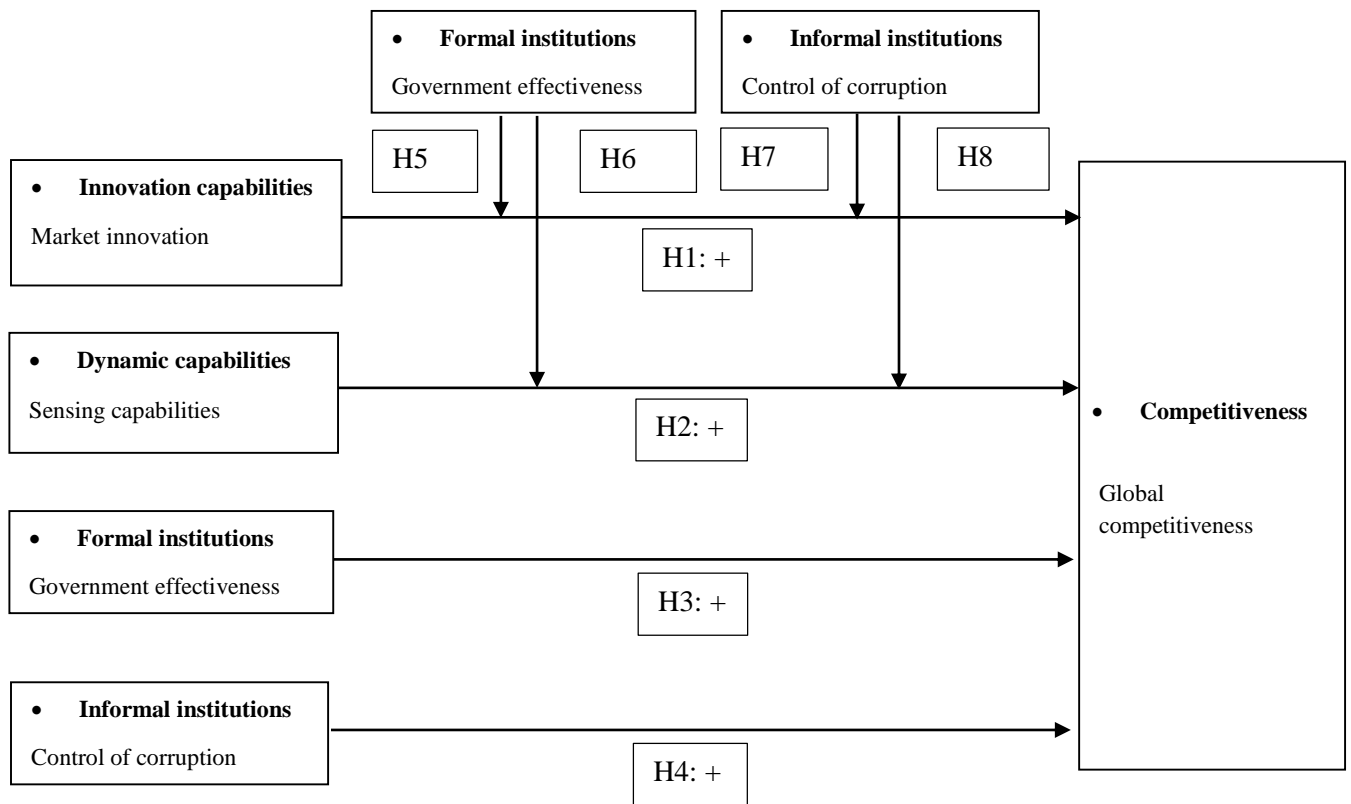 • Formal institutions
Government effectiveness
• Informal institutions
Control of corruption
H5
H6
H7
H8
• Innovation capabilities
Market innovation
H1: +
• Dynamic capabilities
Sensing capabilities
H2: +
• Formal institutions
Government effectiveness
H3: +
• Informal institutions
Control of corruption
H4: +
• Competitiveness
Global
competitiveness